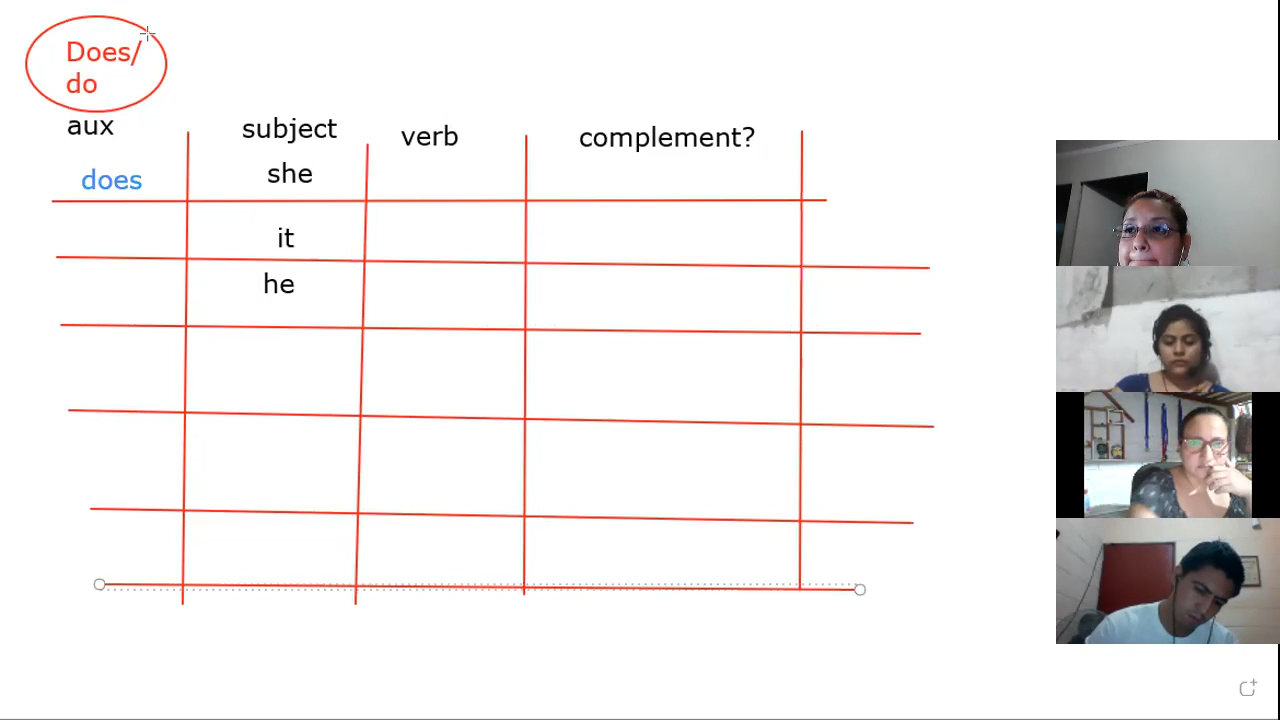 Does/
do
aux subject verb complement?
does she
it
he